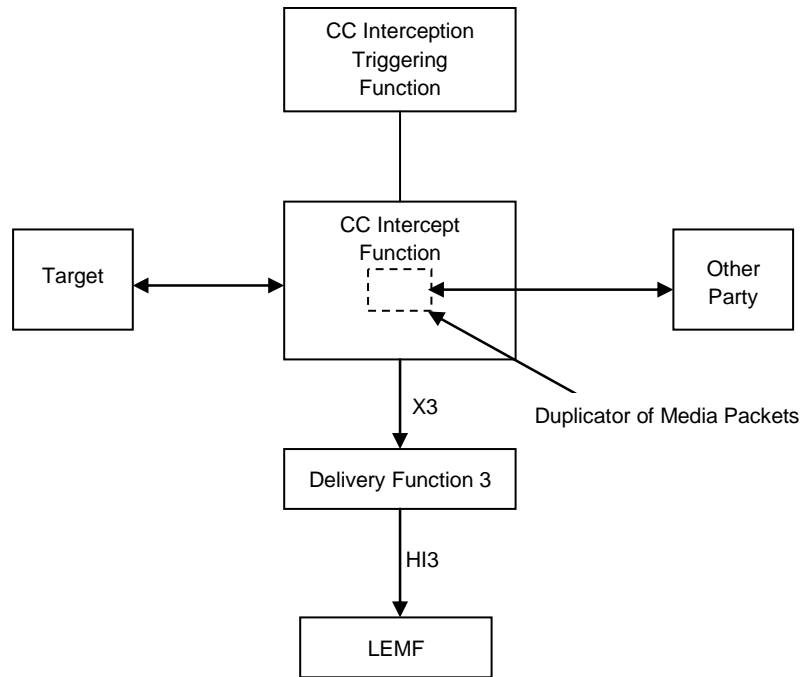 CC Interception
Triggering
Function
CC Intercept
Function
Target
Other
Party
X3
Duplicator of Media Packets
Delivery Function 3
HI3
LEMF